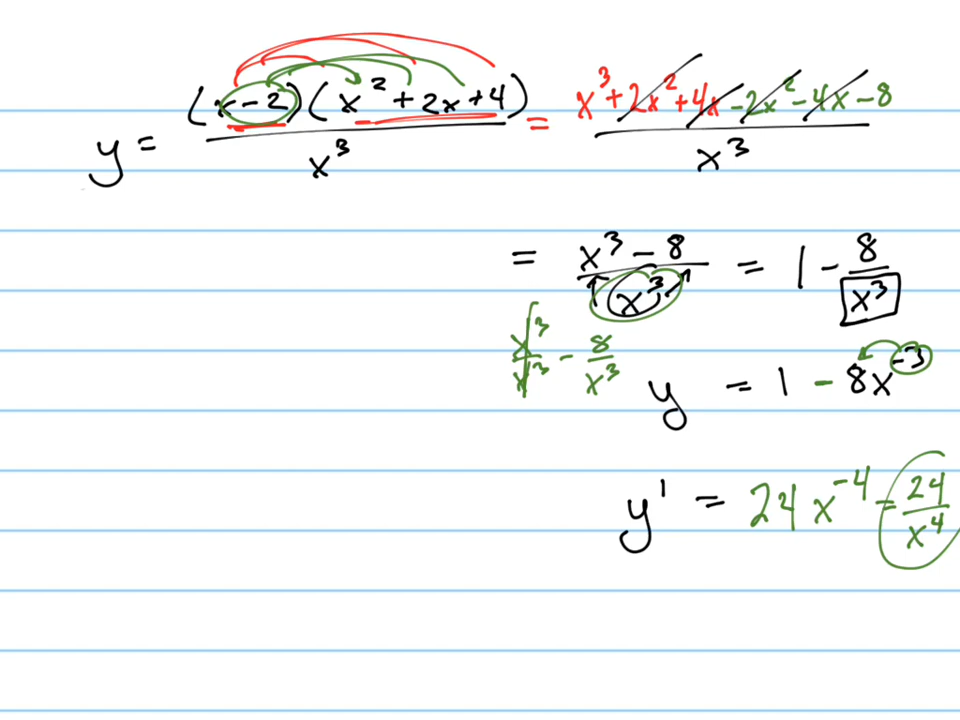 y = (x-2)(x²+2x+4)/x³ = x³+2x²+4x-2x²-4x-8/x³
= x³-8/x³ = 1 - 8/x³
x³/x³ - 8/x³
y = 1 - 8x⁻³
y' = 24x⁻⁴ = 24/x⁴